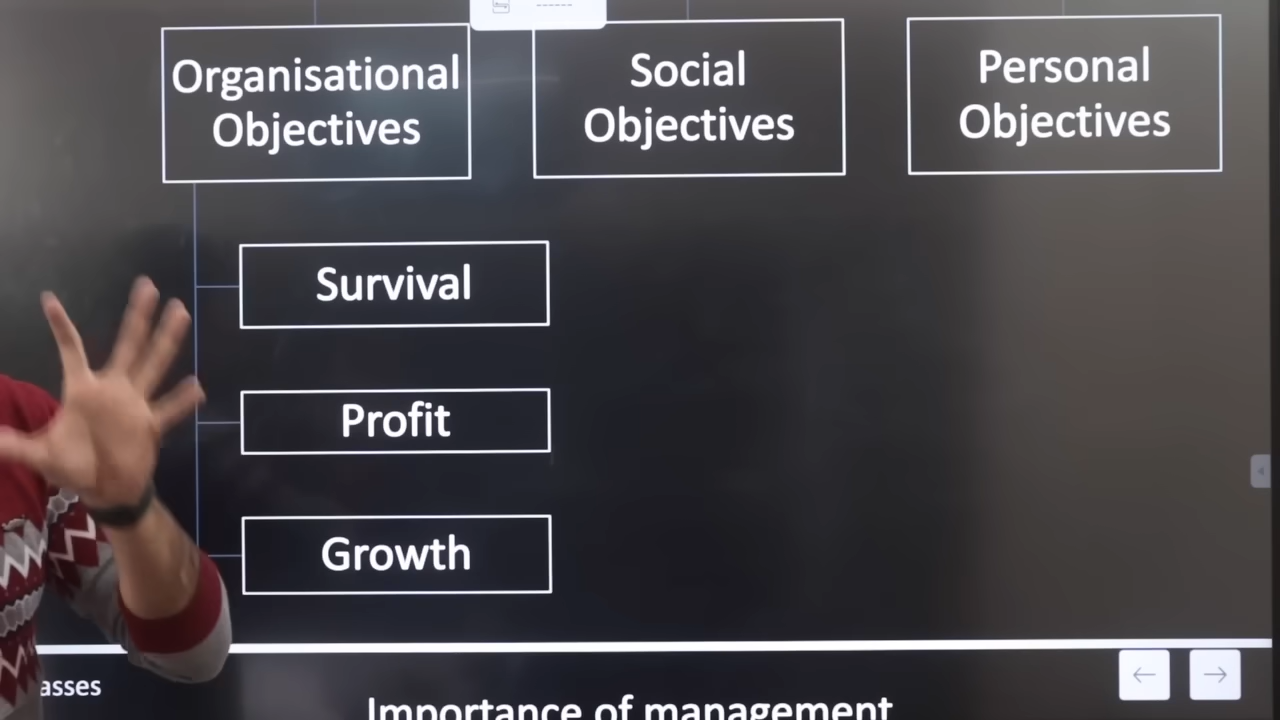 Organisational
Objectives
Social
Objectives
Personal
Objectives
Survival
Profit
Growth
asses
Importance of management